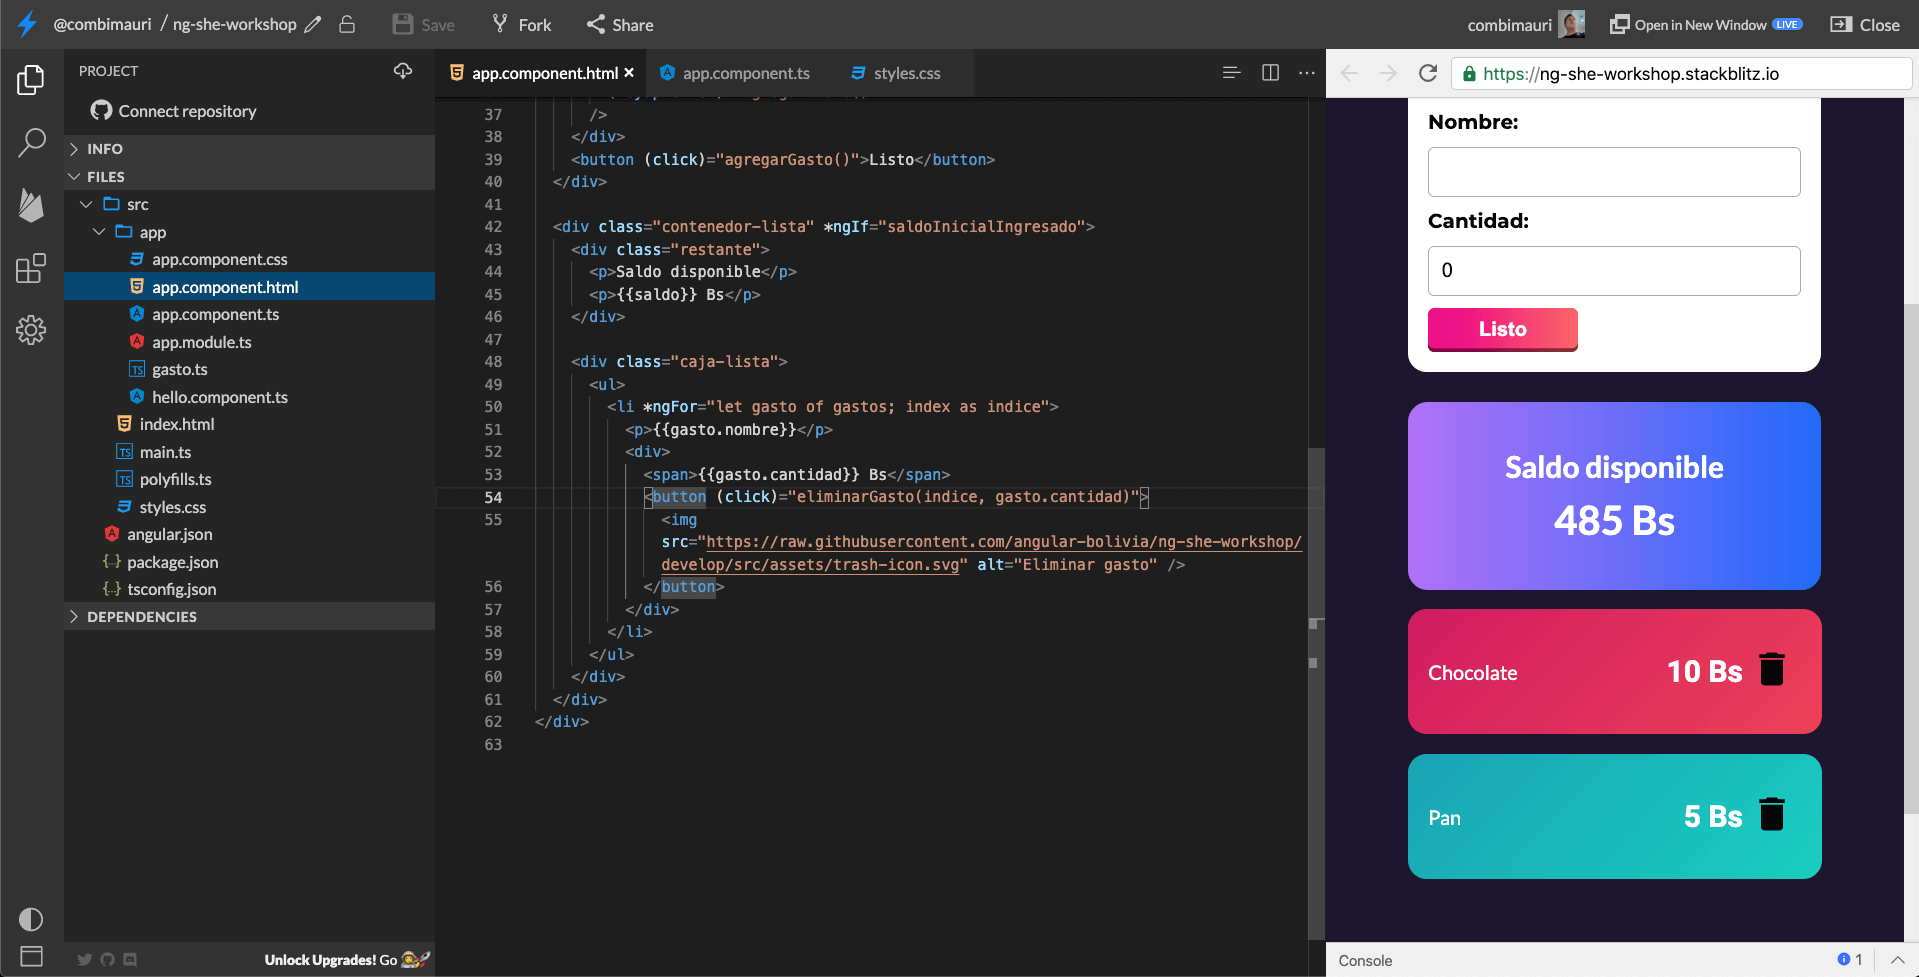 @combimauri / ng-she-workshop
Save
Fork
Share
combimauri
Open in New Window LIVE
Close
PROJECT
Connect repository
INFO
FILES
src
app
app.component.css
app.component.html
app.component.ts
app.module.ts
gasto.ts
hello.component.ts
index.html
main.ts
polyfills.ts
styles.css
angular.json
package.json
tsconfig.json
DEPENDENCIES
Unlock Upgrades! Go
app.component.html
app.component.ts
styles.css
37 />
38 </div>
39 <button (click)="agregarGasto()">Listo</button>
40 </div>
41
42 <div class="contenedor-lista" *ngIf="saldoInicialIngresado">
43 <div class="restante">
44 <p>Saldo disponible</p>
45 <p>{{saldo}} Bs</p>
46 </div>
47
48 <div class="caja-lista">
49 <ul>
50 <li *ngFor="let gasto of gastos; index as indice">
51 <p>{{gasto.nombre}}</p>
52 <div>
53 <span>{{gasto.cantidad}} Bs</span>
54 <button (click)="eliminarGasto(indice, gasto.cantidad)">
55 <img
src="https://raw.githubusercontent.com/angular-bolivia/ng-she-workshop/
develop/src/assets/trash-icon.svg" alt="Eliminar gasto" />
56 </button>
57 </div>
58 </li>
59 </ul>
60 </div>
61 </div>
62 </div>
63
https://ng-she-workshop.stackblitz.io
Nombre:
Cantidad:
0
Listo
Saldo disponible
485 Bs
Chocolate 10 Bs
Pan 5 Bs
Console
1